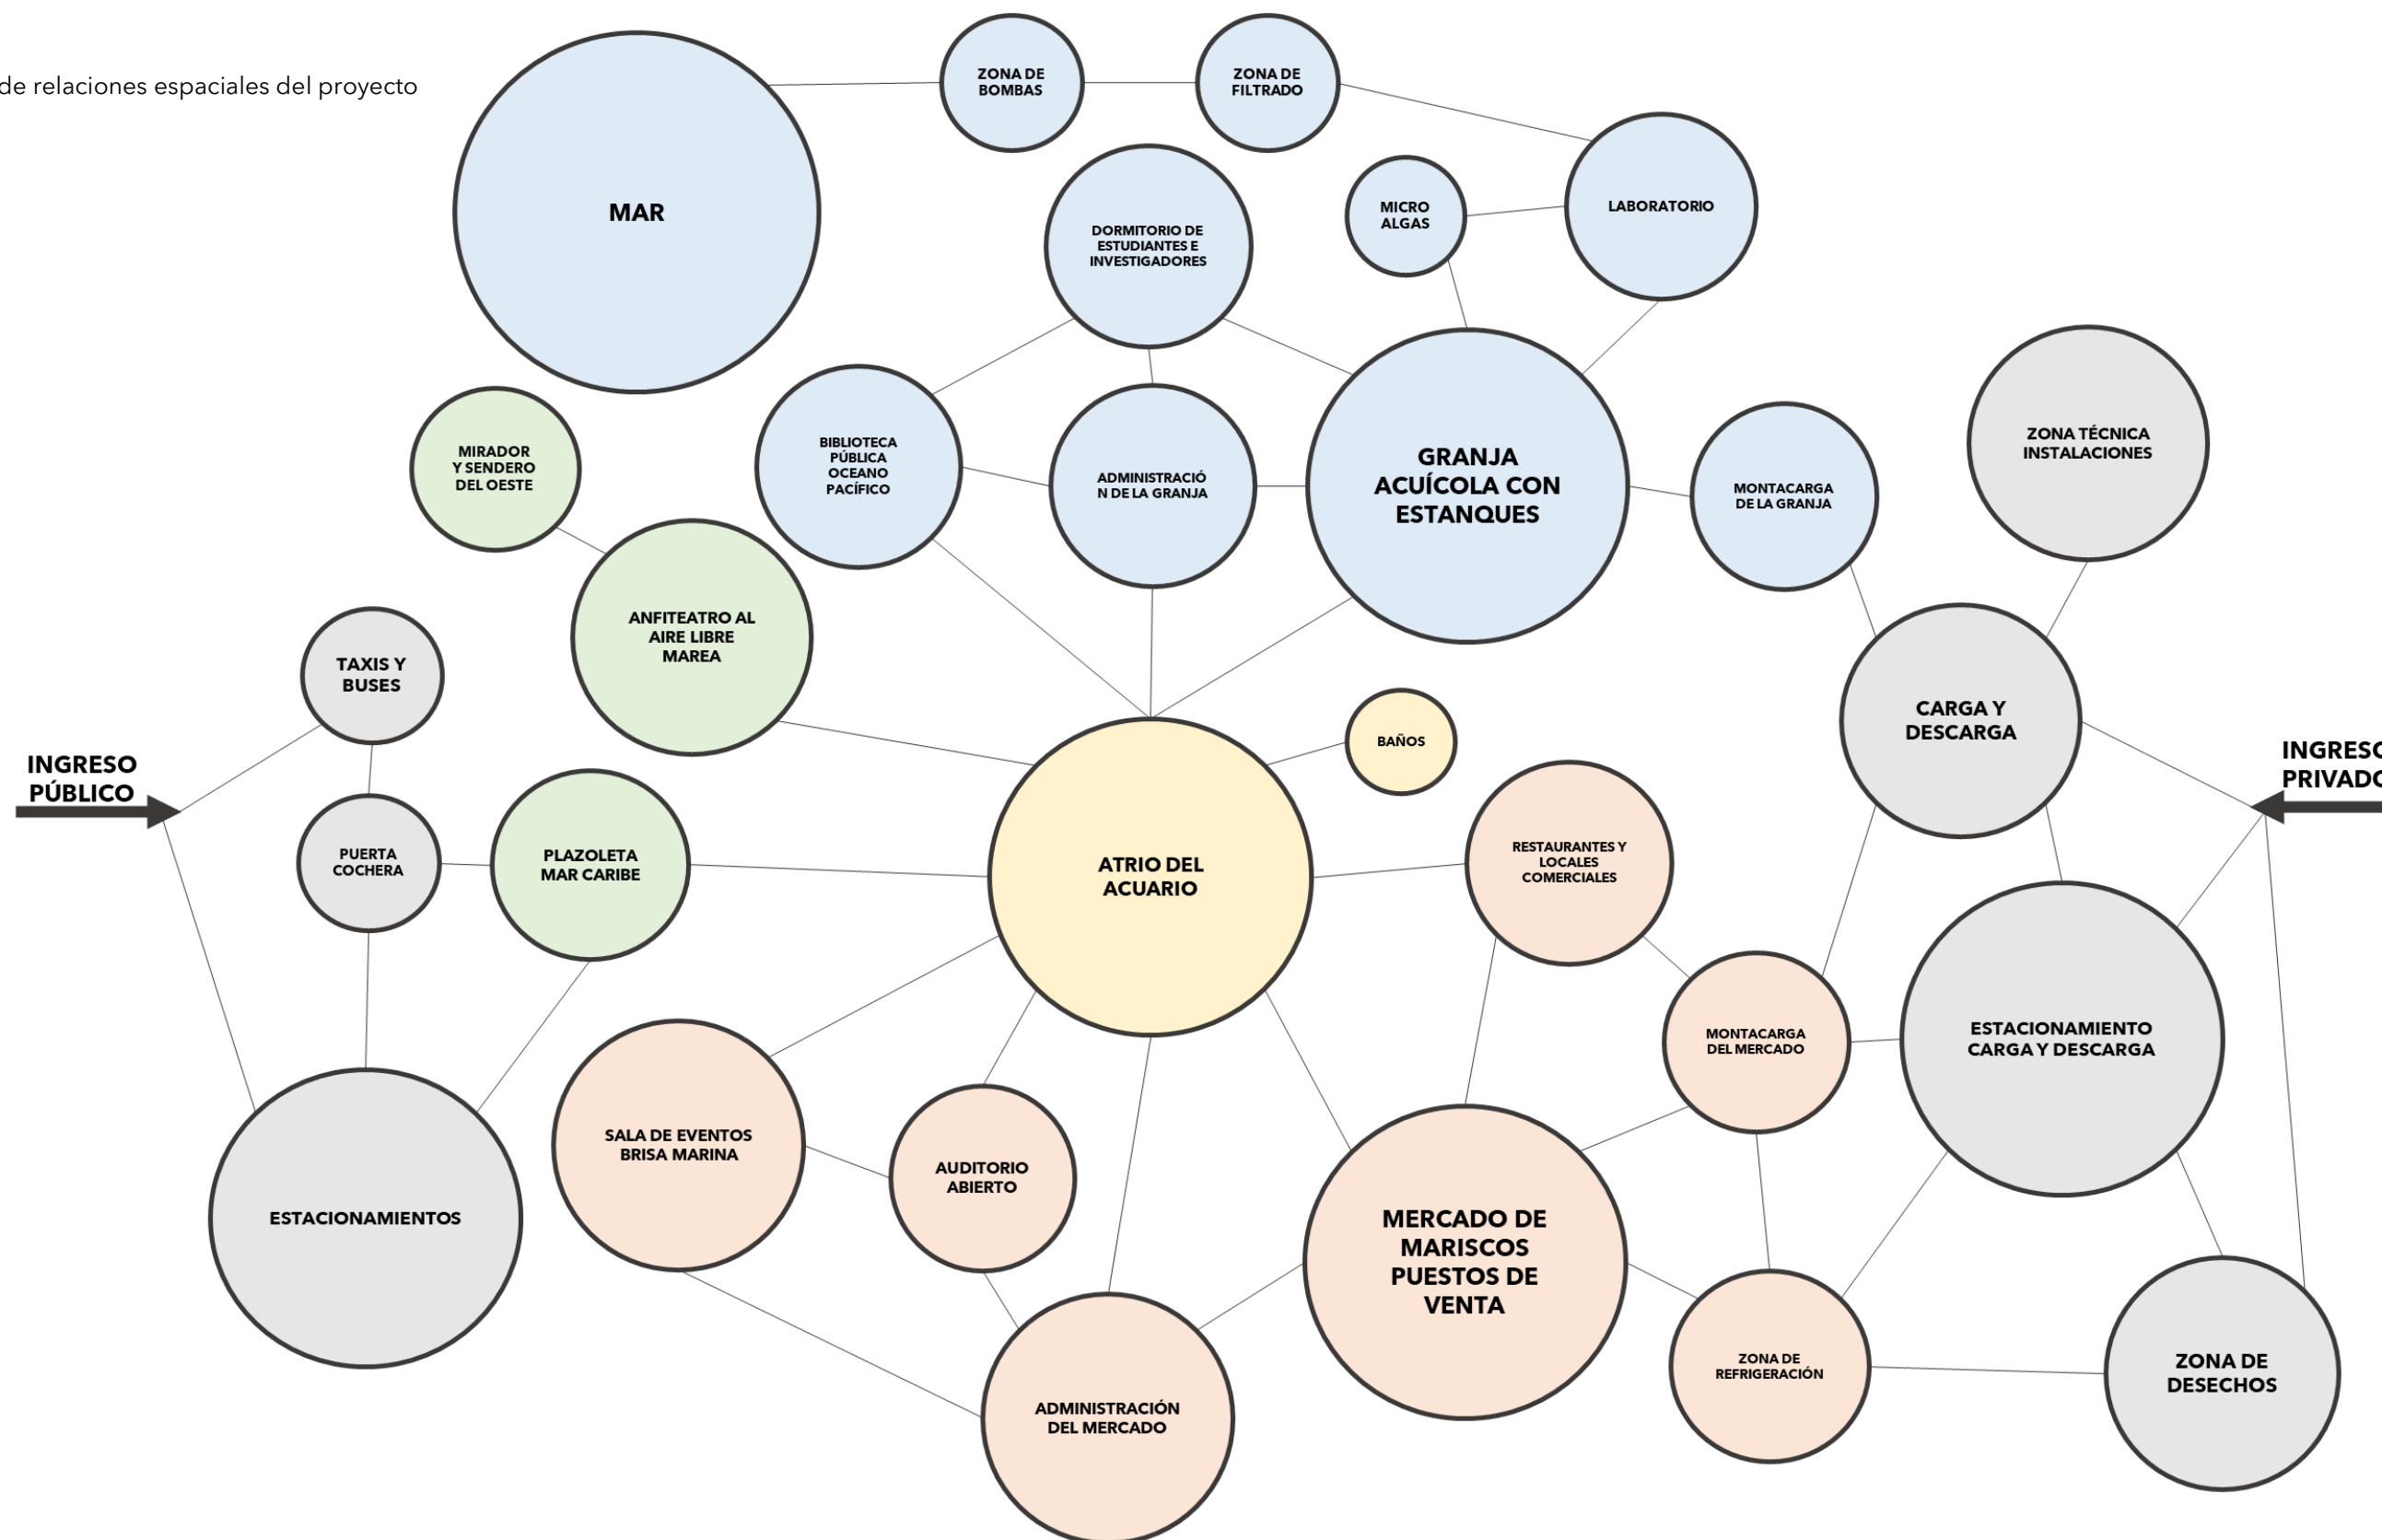 de relaciones espaciales del proyecto
ZONA DE
BOMBAS
ZONA DE
FILTRADO
MAR
DORMITORIO DE
ESTUDIANTES E
INVESTIGADORES
MICRO
ALGAS
LABORATORIO
MIRADOR
Y SENDERO
DEL OESTE
BIBLIOTECA
PÚBLICA
OCEANO
PACÍFICO
ADMINISTRACIÓ
N DE LA GRANJA
GRANJA
ACUÍCOLA CON
ESTANQUES
MONTACARGA
DE LA GRANJA
ZONA TÉCNICA
INSTALACIONES
ANFITEATRO AL
AIRE LIBRE
MAREA
TAXIS Y
BUSES
CARGA Y
DESCARGA
BAÑOS
INGRESO
PÚBLICO
INGRESO
PRIVADO
PUERTA
COCHERA
PLAZOLETA
MAR CARIBE
ATRIO DEL
ACUARIO
RESTAURANTES Y
LOCALES
COMERCIALES
MONTACARGA
DEL MERCADO
ESTACIONAMIENTO
CARGA Y DESCARGA
SALA DE EVENTOS
BRISA MARINA
AUDITORIO
ABIERTO
ESTACIONAMIENTOS
MERCADO DE
MARISCOS
PUESTOS DE
VENTA
ZONA DE
REFRIGERACIÓN
ZONA DE
DESECHOS
ADMINISTRACIÓN
DEL MERCADO